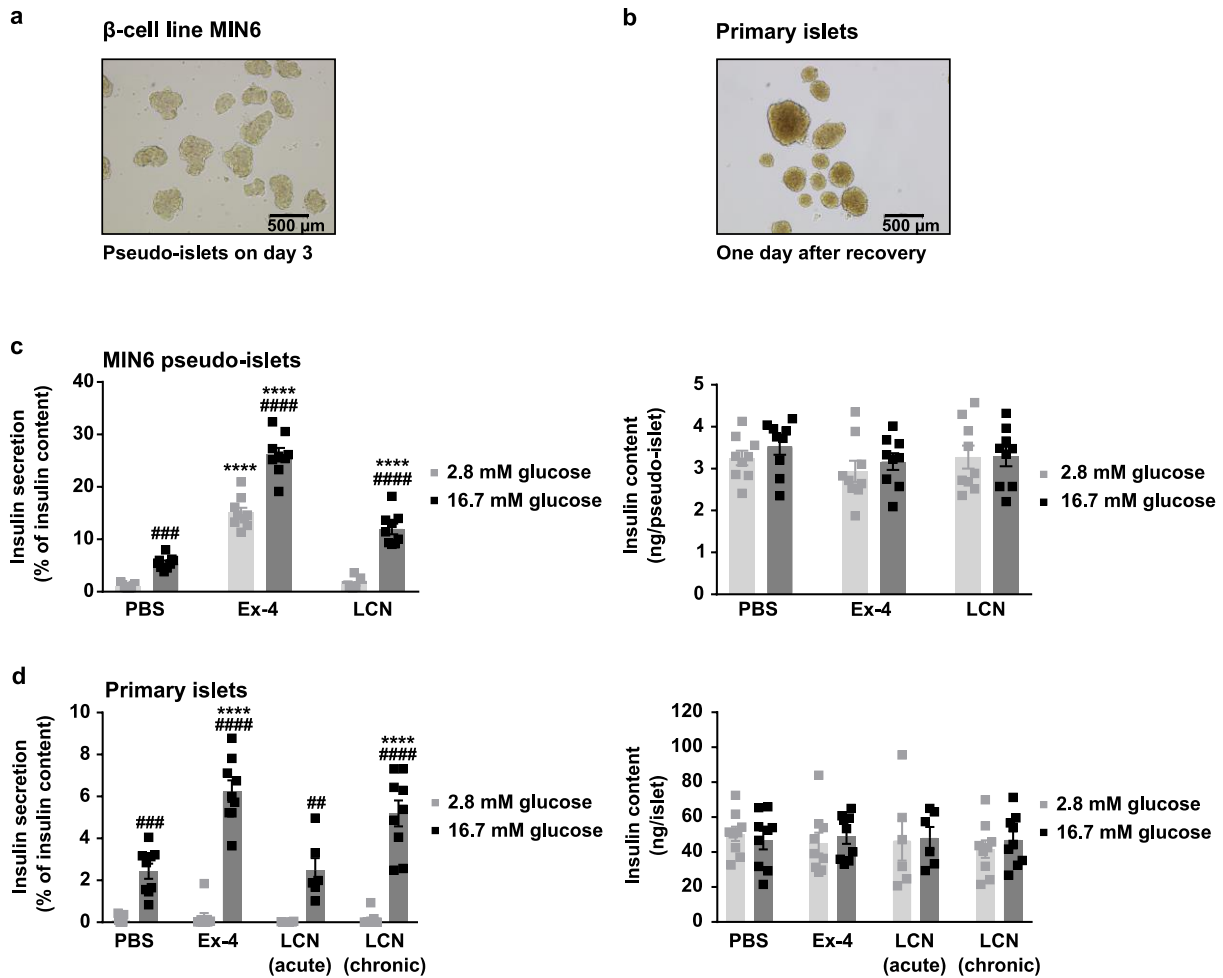 a
β-cell line MIN6
500 µm
Pseudo-islets on day 3
b
Primary islets
500 µm
One day after recovery
c
MIN6 pseudo-islets
Insulin secretion
(% of insulin content)
40
30
20
10
0
****
####
****
****
####
###
PBS
Ex-4
LCN
2.8 mM glucose
16.7 mM glucose
Insulin content
(ng/pseudo-islet)
5
4
3
2
1
0
PBS
Ex-4
LCN
2.8 mM glucose
16.7 mM glucose
d
Primary islets
Insulin secretion
(% of insulin content)
10
8
6
4
2
0
###
****
####
##
****
####
PBS
Ex-4
LCN
(acute)
LCN
(chronic)
2.8 mM glucose
16.7 mM glucose
Insulin content
(ng/islet)
120
100
80
60
40
20
0
PBS
Ex-4
LCN
(acute)
LCN
(chronic)
2.8 mM glucose
16.7 mM glucose